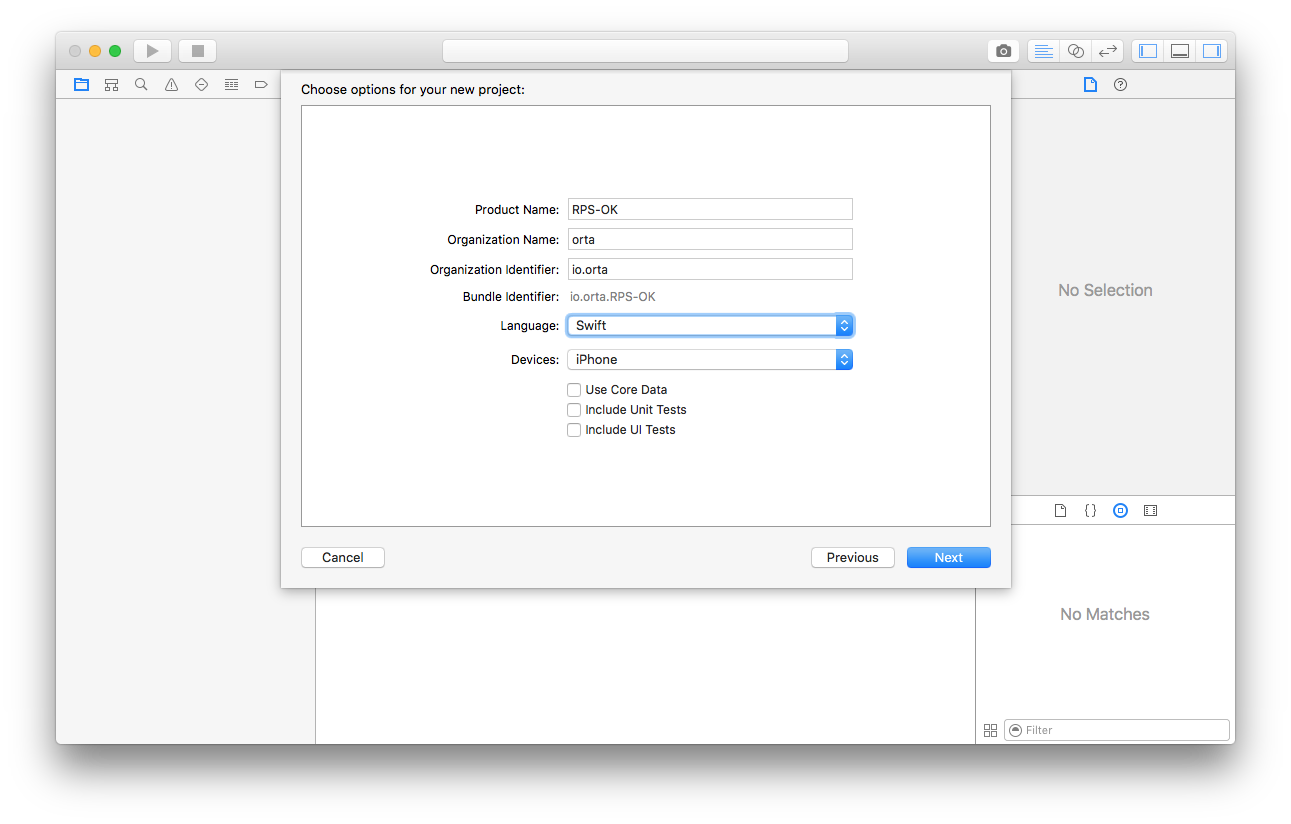 Choose options for your new project:
Product Name: RPS-OK
Organization Name: orta
Organization Identifier: io.orta
Bundle Identifier: io.orta.RPS-OK
Language: Swift
Devices: iPhone
Use Core Data
Include Unit Tests
Include UI Tests
Cancel
Previous
Next
No Selection
{}
No Matches
Filter